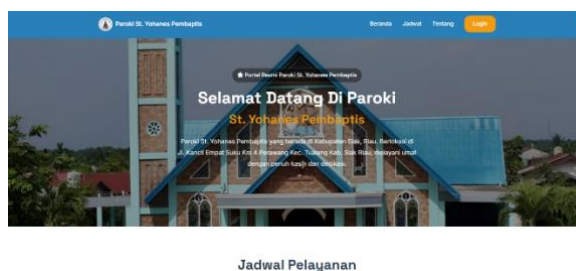 Paroki St. Yohanes Pembaptis
Beranda Jadwal Tentang Login
Portal Resmi Paroki St. Yohanes Pembaptis
Selamat Datang Di Paroki
St. Yohanes Pembaptis
Paroki St. Yohanes Pembaptis yang berada di Kabupaten Siak, Riau. Berlokasi di
Jl. Kancil Empat Suku Km 4 Perawang Kec. Tualang Kab. Siak Riau, melayani umat
dengan penuh kasih dan dedikasi.
Jadwal Pelayanan